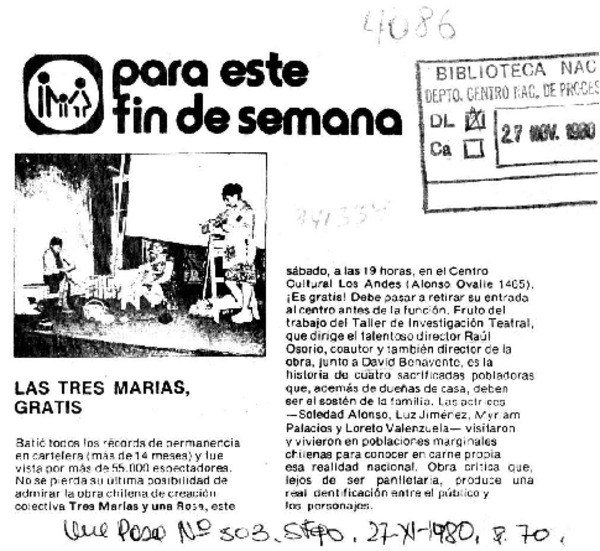 4086
para este
fin de semana
BIBLIOTECA NAC
DEPTO. CENTRO NAC. DE PROCES
DL
Ca
27 NOV. 1980
LAS TRES MARIAS,
GRATIS
Batió todos los récords de permanencia
en cartelera (más de 14 meses) y fue
vista por más de 55.000 espectadores.
No se pierda su última posibilidad de
admirar la obra chilena de creación
colectiva Tres Marías y una Rosa, este
sábado, a las 19 horas, en el Centro
Cultural Los Andes (Alonso Ovalle 1465).
¡Es gratis! Debe pasar a retirar su entrada
al centro antes de la función. Fruto del
trabajo del Taller de Investigación Teatral,
que dirige el talentoso director Raúl
Osorio, coautor y también director de la
obra, junto a David Benavente, es la
historia de cuatro sacrificadas pobladoras
que, además de dueñas de casa, deben
ser el sostén de la familia. Las actrices
—Soledad Alonso, Luz Jiménez, Myriam
Palacios y Loreto Valenzuela— visitaron
y vivieron en poblaciones marginales
chilenas para conocer en carne propia
esa realidad nacional. Obra crítica que,
lejos de ser panfletaria, produce una
real identificación entre el público y
los personajes.
Qué Pasa Nº 503. Stgo, 27-XI-1980, p. 70.